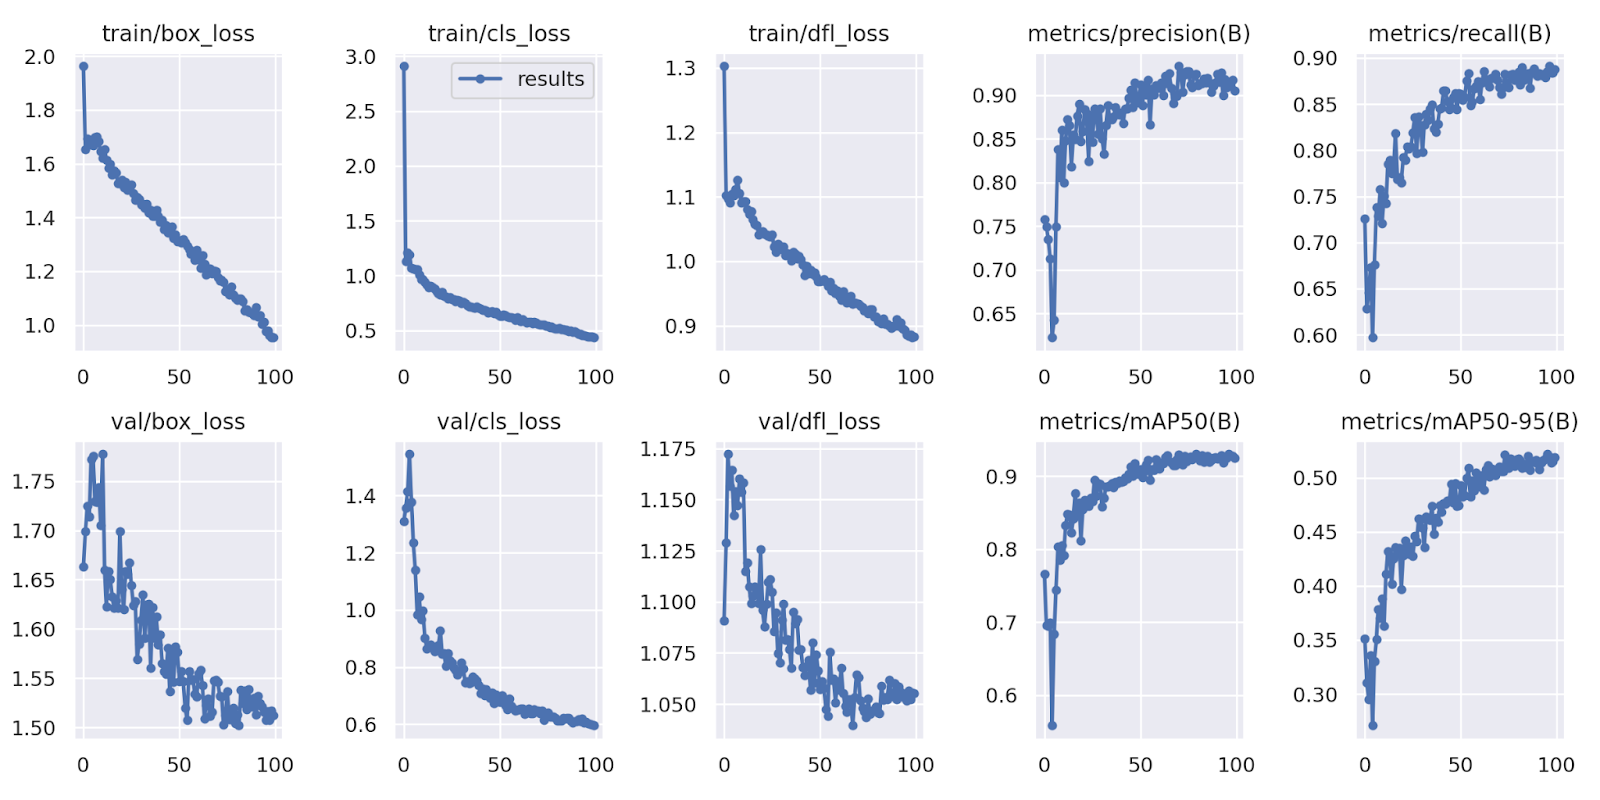 train/box_loss
2.0
1.8
1.6
1.4
1.2
1.0
0 50 100
train/cls_loss
results
3.0
2.5
2.0
1.5
1.0
0.5
0 50 100
train/dfl_loss
1.3
1.2
1.1
1.0
0.9
0 50 100
metrics/precision(B)
0.90
0.85
0.80
0.75
0.70
0.65
0 50 100
metrics/recall(B)
0.90
0.85
0.80
0.75
0.70
0.65
0.60
0 50 100
val/box_loss
1.75
1.70
1.65
1.60
1.55
1.50
0 50 100
val/cls_loss
1.4
1.2
1.0
0.8
0.6
0 50 100
val/dfl_loss
1.175
1.150
1.125
1.100
1.075
1.050
0 50 100
metrics/mAP50(B)
0.9
0.8
0.7
0.6
0 50 100
metrics/mAP50-95(B)
0.50
0.45
0.40
0.35
0.30
0 50 100